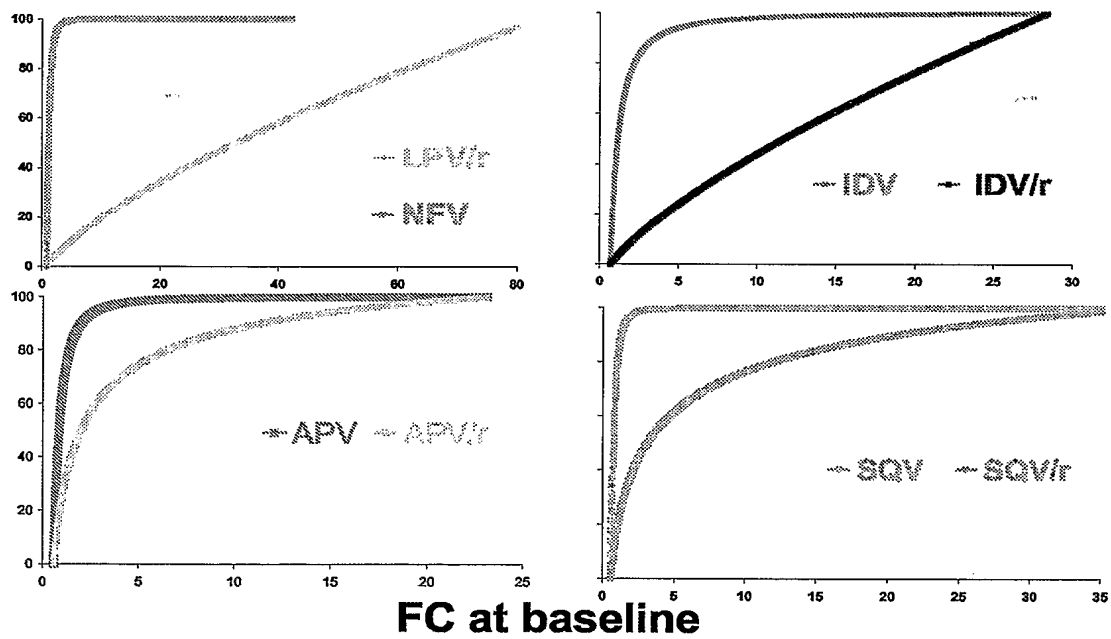 100
80
60
40
20
0
0 20 40 60 80
LPV/r
NFV
0 5 10 15 20 25 30
IDV IDV/r
100
80
60
40
20
0
0 5 10 15 20 25
APV APV/r
0 5 10 15 20 25 30 35
SQV SQV/r
FC at baseline